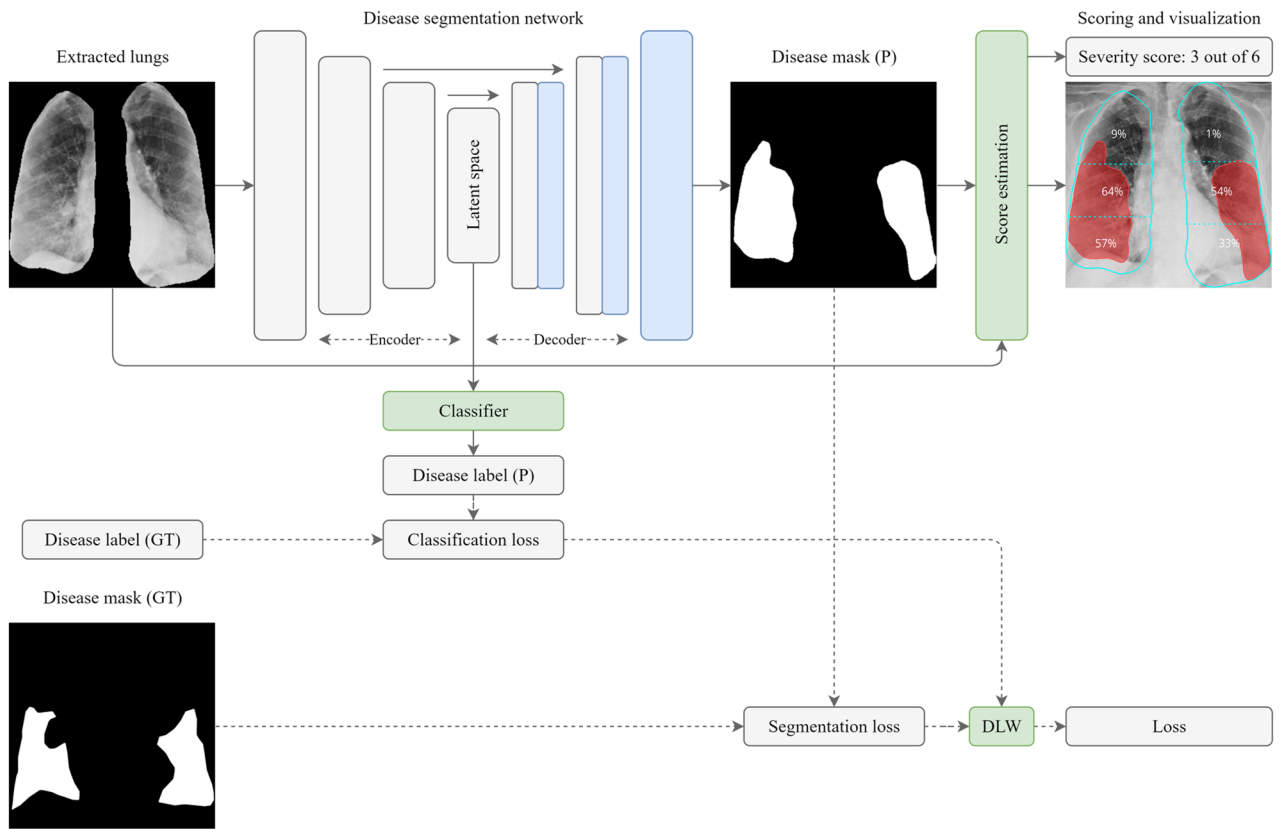 Disease segmentation network
Scoring and visualization
Extracted lungs
Disease mask (P)
Severity score: 3 out of 6
Latent space
Score estimation
9%
1%
64%
54%
57%
33%
Encoder
Decoder
Classifier
Disease label (P)
Disease label (GT)
Classification loss
Disease mask (GT)
Segmentation loss
DLW
Loss